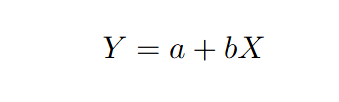 Y = a + bX